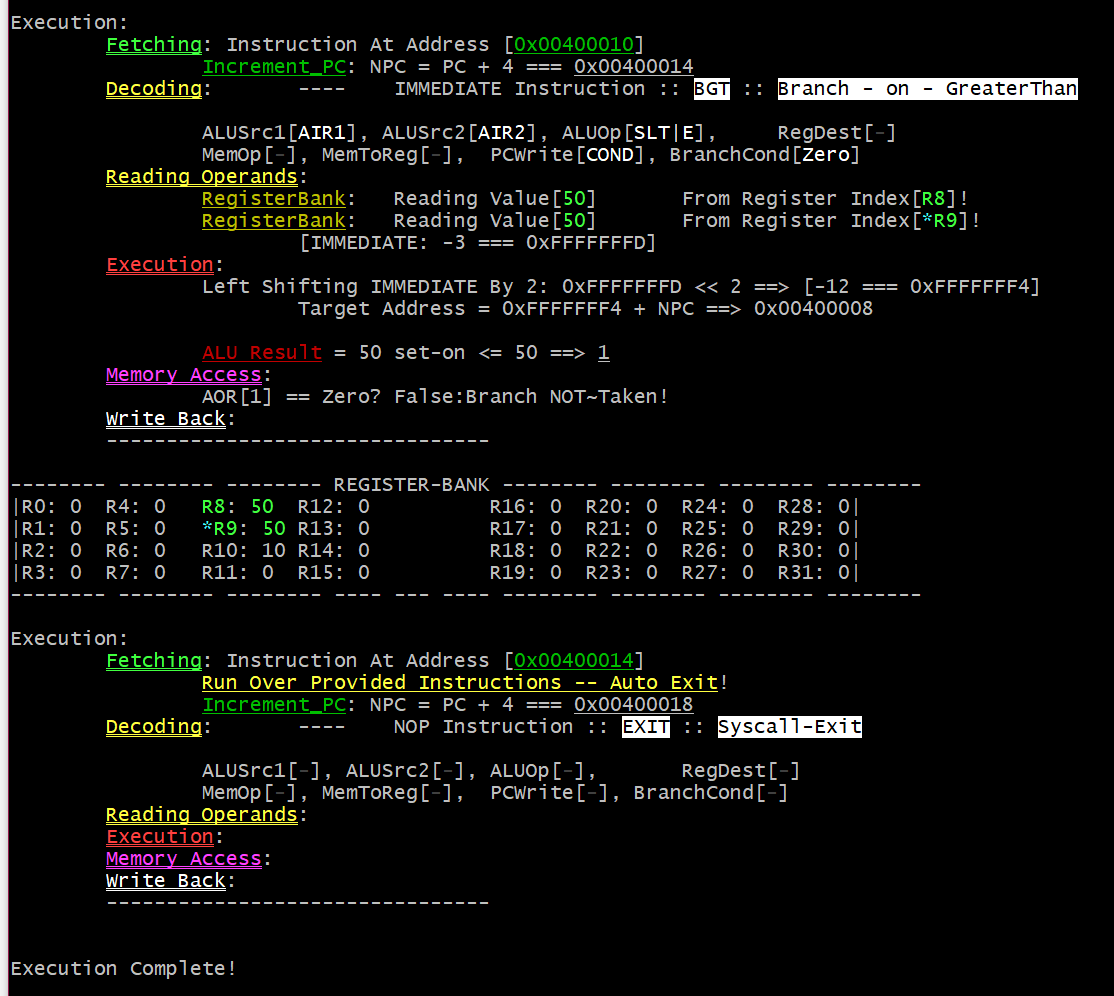 Execution:
Fetching: Instruction At Address [0x00400010]
Increment_PC: NPC = PC + 4 === 0x00400014
Decoding: ---- IMMEDIATE Instruction :: BGT :: Branch - on - GreaterThan
ALUSrc1[AIR1], ALUSrc2[AIR2], ALUOp[SLT|E], RegDest[-]
MemOp[-], MemToReg[-], PCWrite[COND], BranchCond[Zero]
Reading Operands:
RegisterBank: Reading Value[50] From Register Index[R8]!
RegisterBank: Reading Value[50] From Register Index[*R9]!
[IMMEDIATE: -3 === 0xFFFFFFFD]
Execution:
Left Shifting IMMEDIATE By 2: 0xFFFFFFFD << 2 ==> [-12 === 0xFFFFFFF4]
Target Address = 0xFFFFFFF4 + NPC ==> 0x00400008
ALU Result = 50 set-on <= 50 ==> 1
Memory Access:
AOR[1] == Zero? False:Branch NOT~Taken!
Write Back:
--------------------------------
-------- -------- -------- REGISTER-BANK -------- -------- -------- --------
|R0: 0 R4: 0 R8: 50 R12: 0 R16: 0 R20: 0 R24: 0 R28: 0|
|R1: 0 R5: 0 *R9: 50 R13: 0 R17: 0 R21: 0 R25: 0 R29: 0|
|R2: 0 R6: 0 R10: 10 R14: 0 R18: 0 R22: 0 R26: 0 R30: 0|
|R3: 0 R7: 0 R11: 0 R15: 0 R19: 0 R23: 0 R27: 0 R31: 0|
-------- -------- -------- ---- --- ---- -------- -------- -------- --------
Execution:
Fetching: Instruction At Address [0x00400014]
Run Over Provided Instructions -- Auto Exit!
Increment_PC: NPC = PC + 4 === 0x00400018
Decoding: ---- NOP Instruction :: EXIT :: Syscall-Exit
ALUSrc1[-], ALUSrc2[-], ALUOp[-], RegDest[-]
MemOp[-], MemToReg[-], PCWrite[-], BranchCond[-]
Reading Operands:
Execution:
Memory Access:
Write Back:
--------------------------------
Execution Complete!